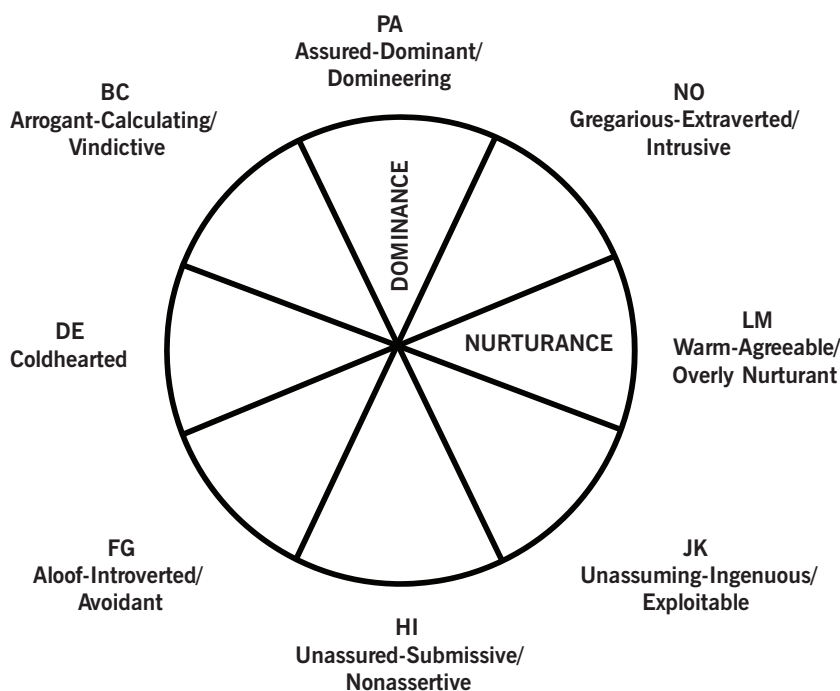 PA
Assured-Dominant/
Domineering
BC
Arrogant-Calculating/
Vindictive
NO
Gregarious-Extraverted/
Intrusive
DOMINANCE
NURTURANCE
DE
Coldhearted
LM
Warm-Agreeable/
Overly Nurturant
FG
Aloof-Introverted/
Avoidant
JK
Unassuming-Ingenuous/
Exploitable
HI
Unassured-Submissive/
Nonassertive